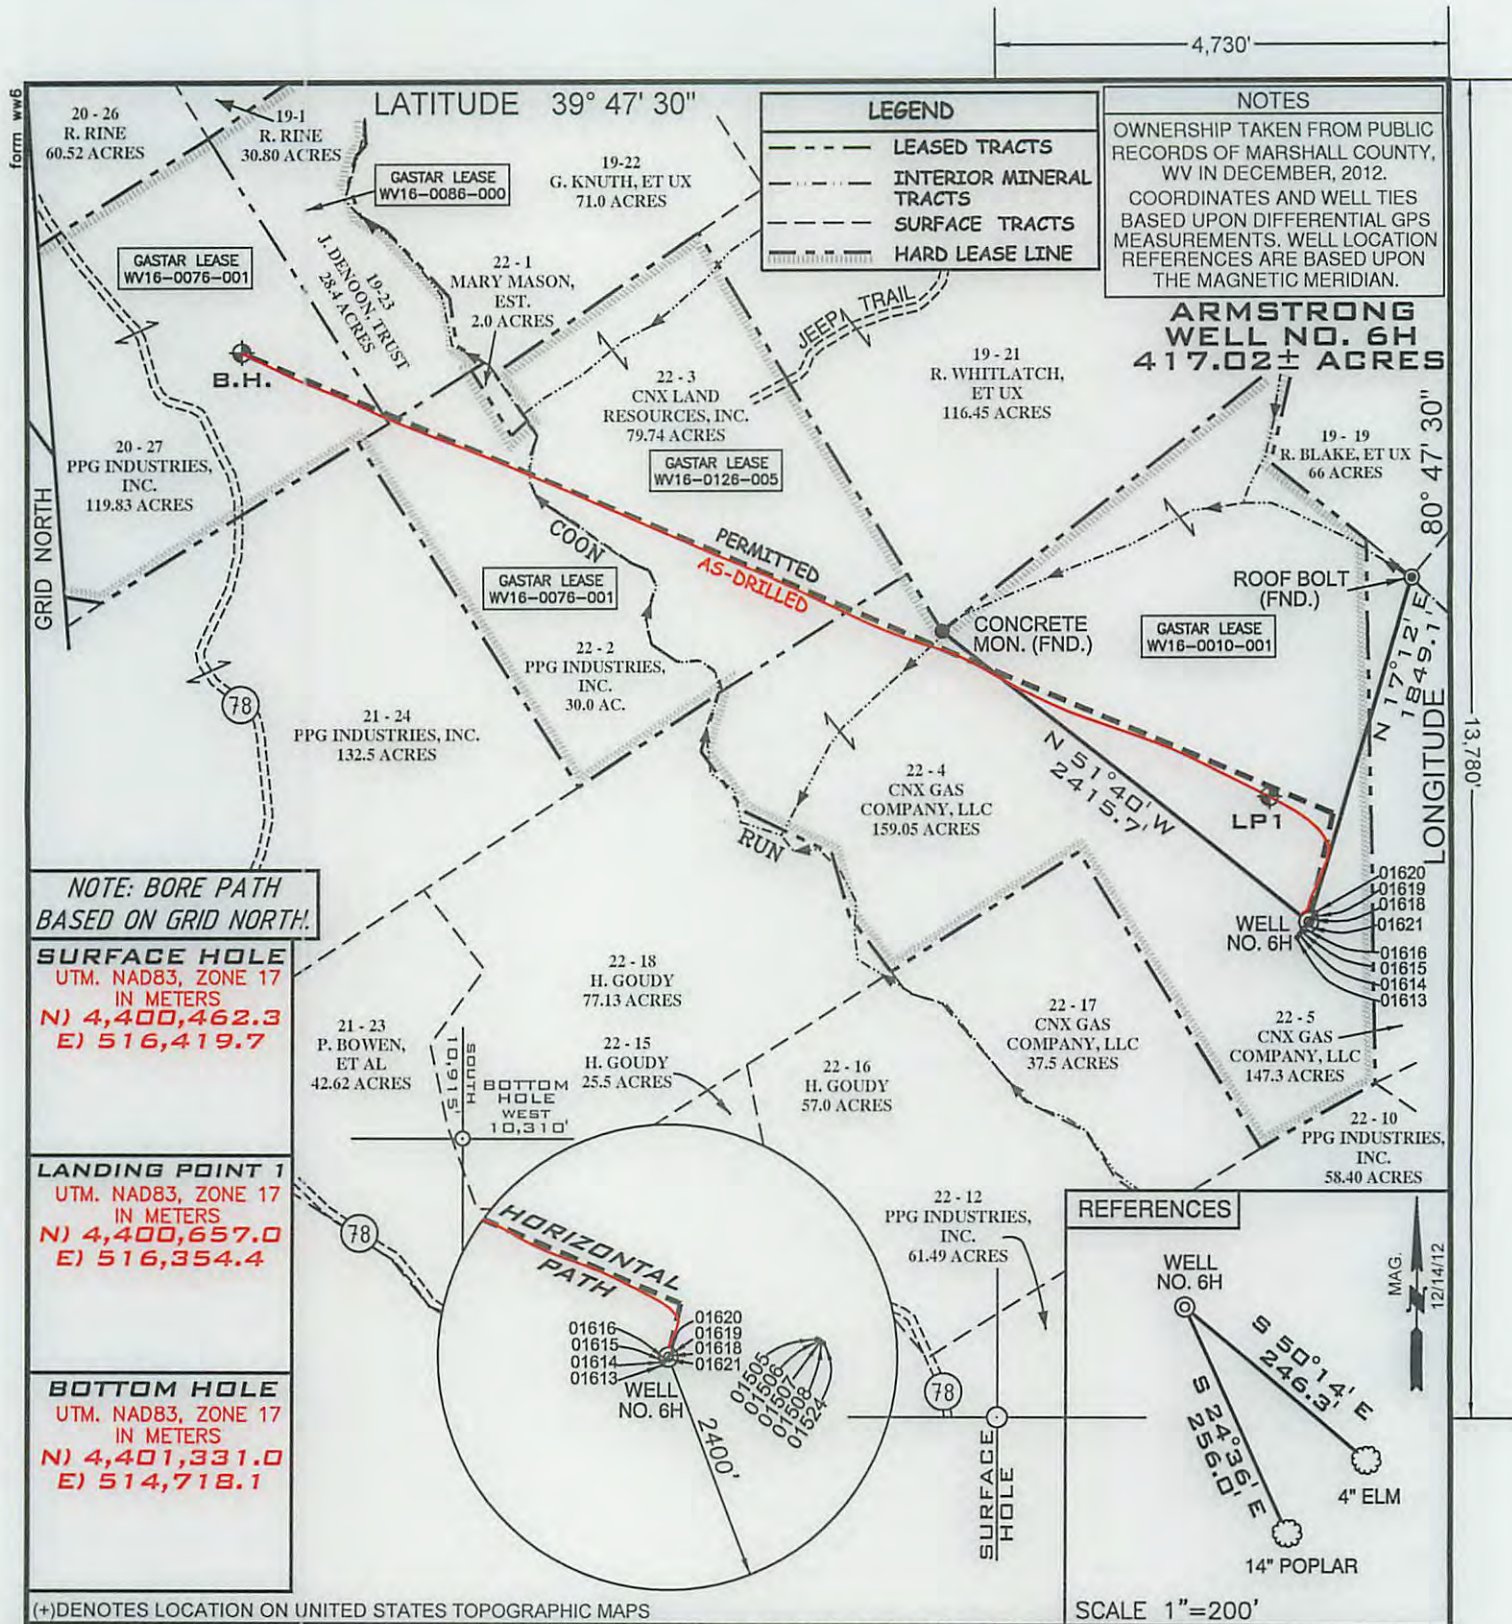 4,730'
form ww6
LATITUDE 39° 47' 30"
20 - 26
R. RINE
60.52 ACRES
19-1
R. RINE
30.80 ACRES
GASTAR LEASE
WV16-0086-000
19-22
G. KNUTH, ET UX
71.0 ACRES
LEGEND
LEASED TRACTS
INTERIOR MINERAL
TRACTS
SURFACE TRACTS
HARD LEASE LINE
NOTES
OWNERSHIP TAKEN FROM PUBLIC
RECORDS OF MARSHALL COUNTY,
WV IN DECEMBER, 2012.
COORDINATES AND WELL TIES
BASED UPON DIFFERENTIAL GPS
MEASUREMENTS. WELL LOCATION
REFERENCES ARE BASED UPON
THE MAGNETIC MERIDIAN.
ARMSTRONG
WELL NO. 6H
417.02± ACRES
GASTAR LEASE
WV16-0076-001
19-23
J. DENOON, TRUST
28.4 ACRES
22 - 1
MARY MASON,
EST.
2.0 ACRES
JEEP TRAIL
B.H.
22 - 3
CNX LAND
RESOURCES, INC.
79.74 ACRES
19 - 21
R. WHITLATCH,
ET UX
116.45 ACRES
19 - 19
R. BLAKE, ET UX
66 ACRES
LONGITUDE 80° 47' 30"
20 - 27
PPG INDUSTRIES,
INC.
119.83 ACRES
GASTAR LEASE
WV16-0126-005
GRID NORTH
COON
PERMITTED
AS-DRILLED
GASTAR LEASE
WV16-0076-001
ROOF BOLT
(FND.)
CONCRETE
MON. (FND.)
GASTAR LEASE
WV16-0010-001
N 17°12' E
1849.1'
13,780'
22 - 2
PPG INDUSTRIES,
INC.
30.0 AC.
78
21 - 24
PPG INDUSTRIES, INC.
132.5 ACRES
N 51°40' W
2415.7'
22 - 4
CNX GAS
COMPANY, LLC
159.05 ACRES
LP1
RUN
01620
01619
01618
01621
WELL
NO. 6H
01616
01615
01614
01613
NOTE: BORE PATH
BASED ON GRID NORTH.
SURFACE HOLE
UTM. NAD83, ZONE 17
IN METERS
N) 4,400,462.3
E) 516,419.7
22 - 18
H. GOUDY
77.13 ACRES
21 - 23
P. BOWEN,
ET AL
42.62 ACRES
22 - 15
H. GOUDY
25.5 ACRES
22 - 16
H. GOUDY
57.0 ACRES
22 - 17
CNX GAS
COMPANY, LLC
37.5 ACRES
22 - 5
CNX GAS
COMPANY, LLC
147.3 ACRES
SOUTH
10,915'
BOTTOM
HOLE
WEST
10,310'
22 - 10
PPG INDUSTRIES,
INC.
58.40 ACRES
LANDING POINT 1
UTM. NAD83, ZONE 17
IN METERS
N) 4,400,657.0
E) 516,354.4
78
HORIZONTAL
PATH
22 - 12
PPG INDUSTRIES,
INC.
61.49 ACRES
REFERENCES
WELL
NO. 6H
MAG.
12/14/12
S 50°14' E
246.3'
S 24°36' E
256.0'
4" ELM
14" POPLAR
01616
01615
01614
01613
01620
01619
01618
01621
WELL
NO. 6H
01505
01506
01507
01508
01524
2400'
78
SURFACE
HOLE
BOTTOM HOLE
UTM. NAD83, ZONE 17
IN METERS
N) 4,401,331.0
E) 514,718.1
(+)DENOTES LOCATION ON UNITED STATES TOPOGRAPHIC MAPS
SCALE 1"=200'